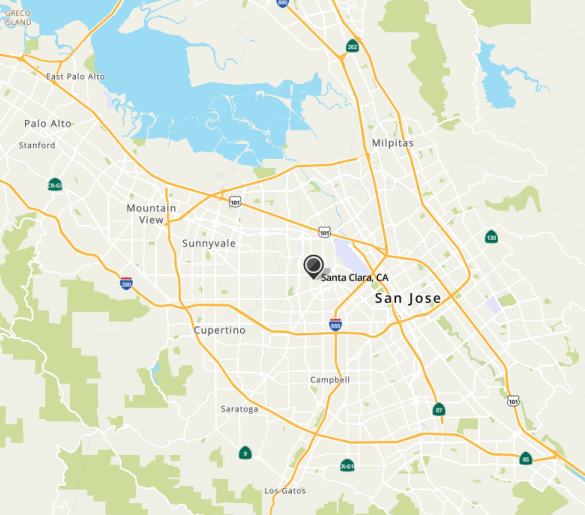 880
GRECO
ISLAND
262
East Palo Alto
Palo Alto
Milpitas
Stanford
101
Mountain
View
101
130
Sunnyvale
Santa Clara, CA
280
San Jose
880
Cupertino
Campbell
101
Saratoga
87
9
85
Los Gatos